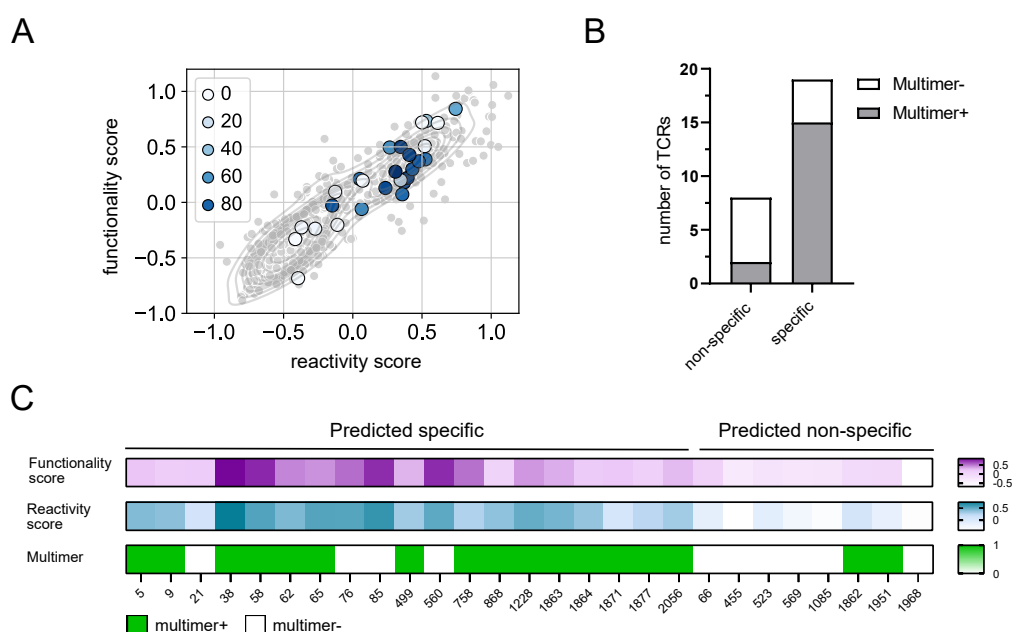 A
functionality score
1.0
0.5
0.0
−0.5
−1.0
0
20
40
60
80
−1.0 −0.5 0.0 0.5 1.0
reactivity score
B
number of TCRs
20
15
10
5
0
Multimer-
Multimer+
non-specific
specific
C
Predicted specific
Predicted non-specific
Functionality
score
0.5
0
-0.5
Reactivity
score
0.5
0
Multimer
1
0
5 9 21 38 58 62 65 76 85 499 560 758 868 1228 1863 1864 1871 1877 2056 66 455 523 569 1085 1862 1951 1968
multimer+
multimer-